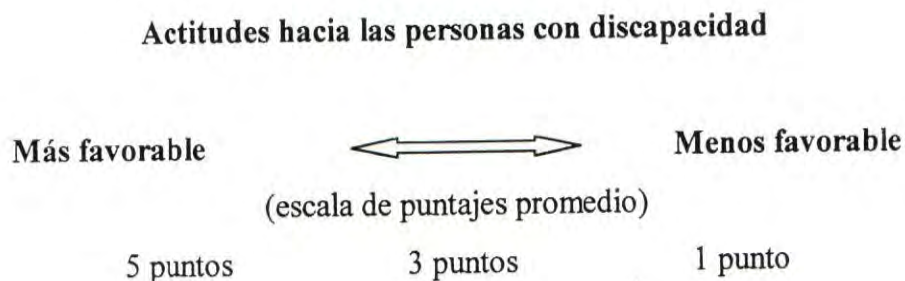 Actitudes hacia las personas con discapacidad
Más favorable Menos favorable
(escala de puntajes promedio)
5 puntos 3 puntos 1 punto